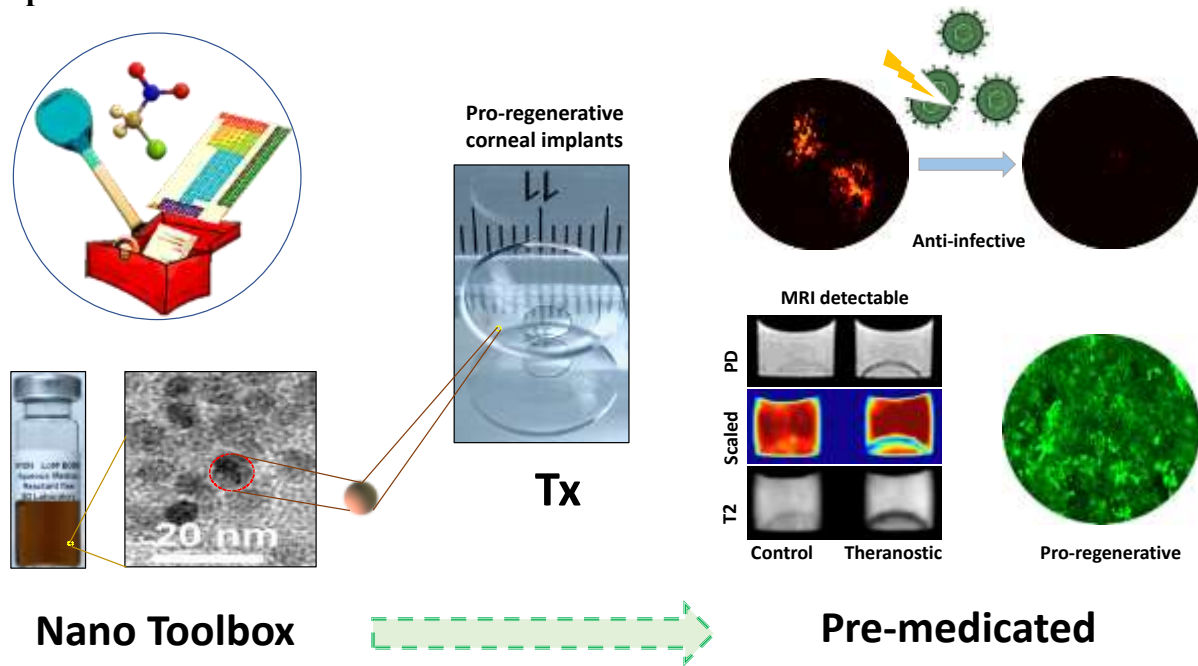 Pro-regenerative
corneal implants
Anti-infective
MRI detectable
PD
Scaled
T2
Control
Theranostic
Pro-regenerative
20 nm
Tx
Nano Toolbox
Pre-medicated